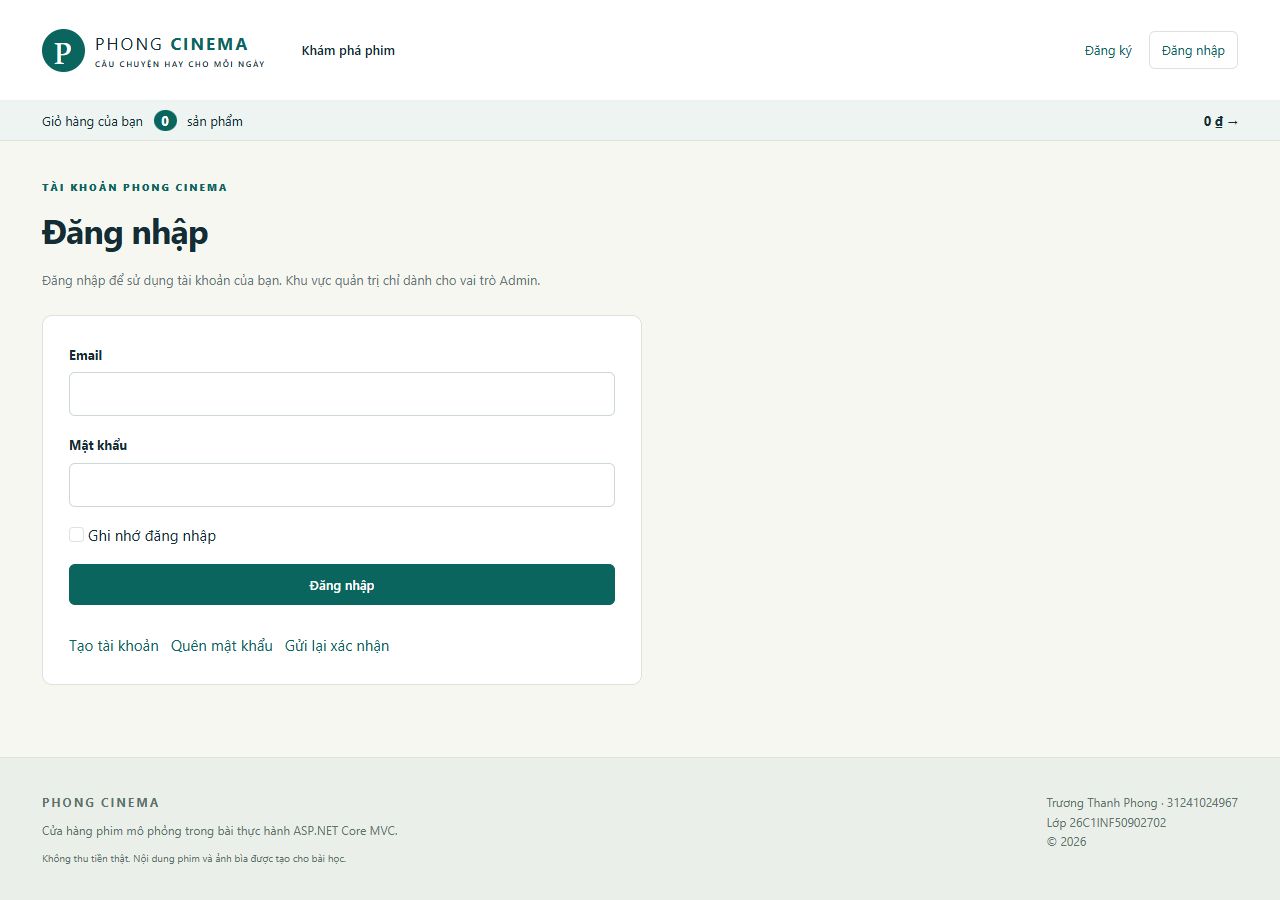 P
PHONG CINEMA
CÂU CHUYỆN HAY CHO MỖI NGÀY
Khám phá phim
Đăng ký
Đăng nhập
Giỏ hàng của bạn 0 sản phẩm
0 ₫ →
TÀI KHOẢN PHONG CINEMA
Đăng nhập
Đăng nhập để sử dụng tài khoản của bạn. Khu vực quản trị chỉ dành cho vai trò Admin.
Email
Mật khẩu
Ghi nhớ đăng nhập
Đăng nhập
Tạo tài khoản Quên mật khẩu Gửi lại xác nhận
PHONG CINEMA
Cửa hàng phim mô phỏng trong bài thực hành ASP.NET Core MVC.
Không thu tiền thật. Nội dung phim và ảnh bìa được tạo cho bài học.
Trương Thanh Phong · 31241024967
Lớp 26C1INF50902702
© 2026